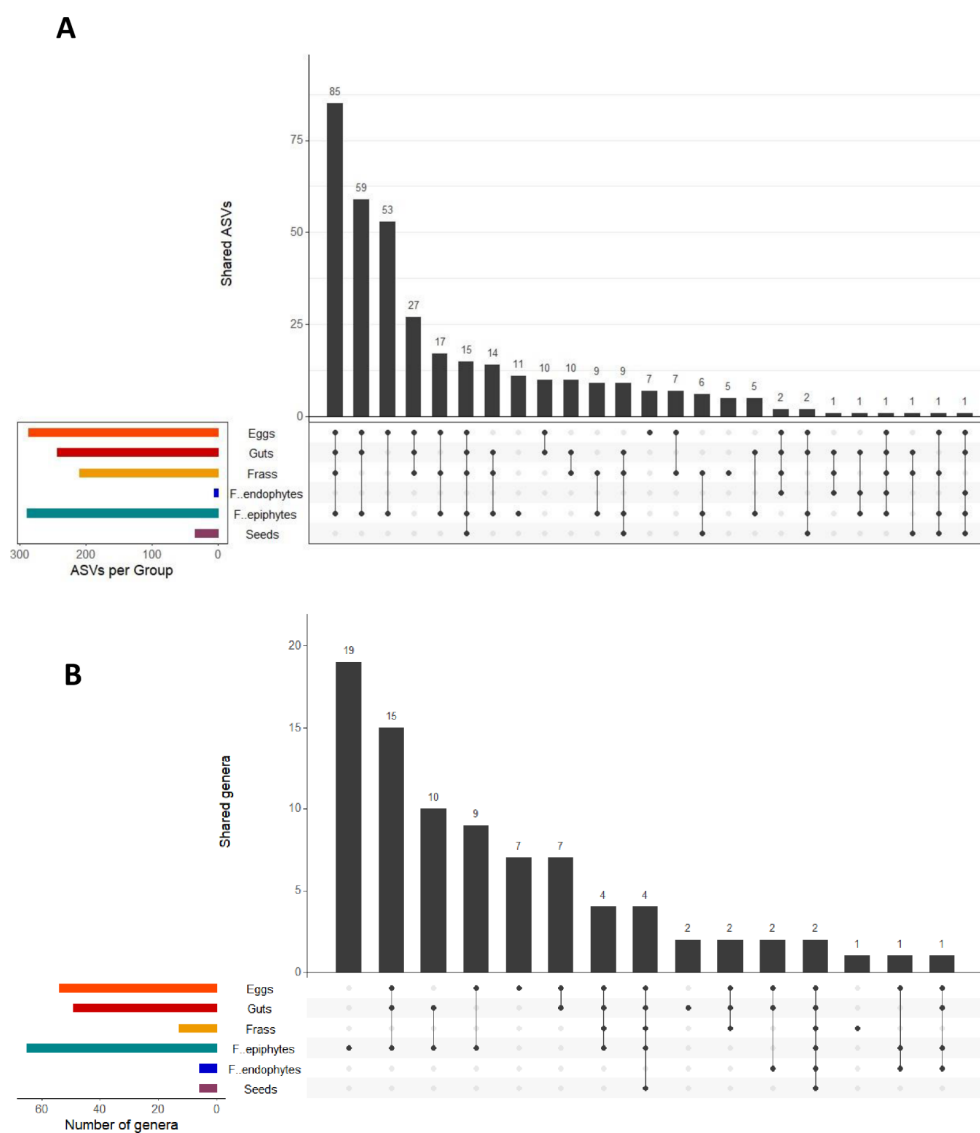 A
Shared ASVs
75
50
25
0
85
59
53
27
17
15
14
11
10
10
9
9
7
7
6
5
5
2
2
1
1
1
1
1
1
Eggs
Guts
Frass
F..endophytes
F..epiphytes
Seeds
300 200 100 0
ASVs per Group
B
Shared genera
20
15
10
5
0
19
15
10
9
7
7
4
4
2
2
2
2
1
1
1
Eggs
Guts
Frass
F..epiphytes
F..endophytes
Seeds
60 40 20 0
Number of genera